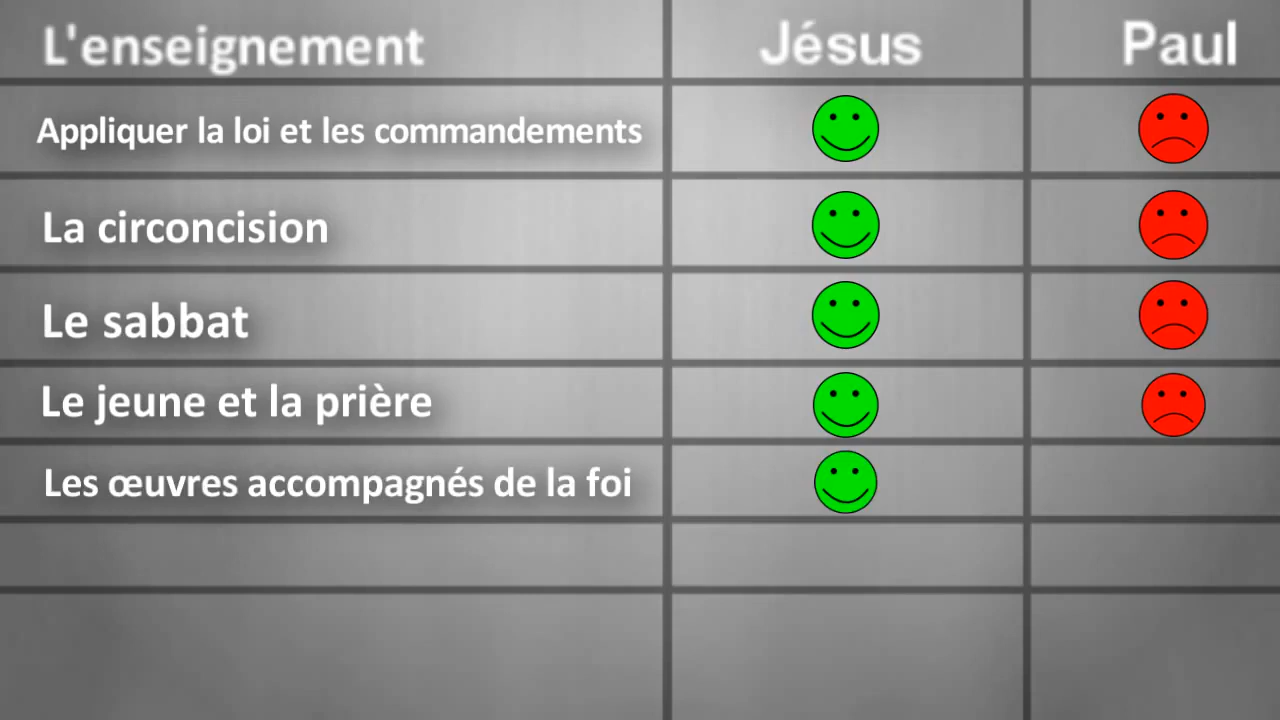 L'enseignement Jésus Paul
Appliquer la loi et les commandements
La circoncision
Le sabbat
Le jeune et la prière
Les œuvres accompagnés de la foi